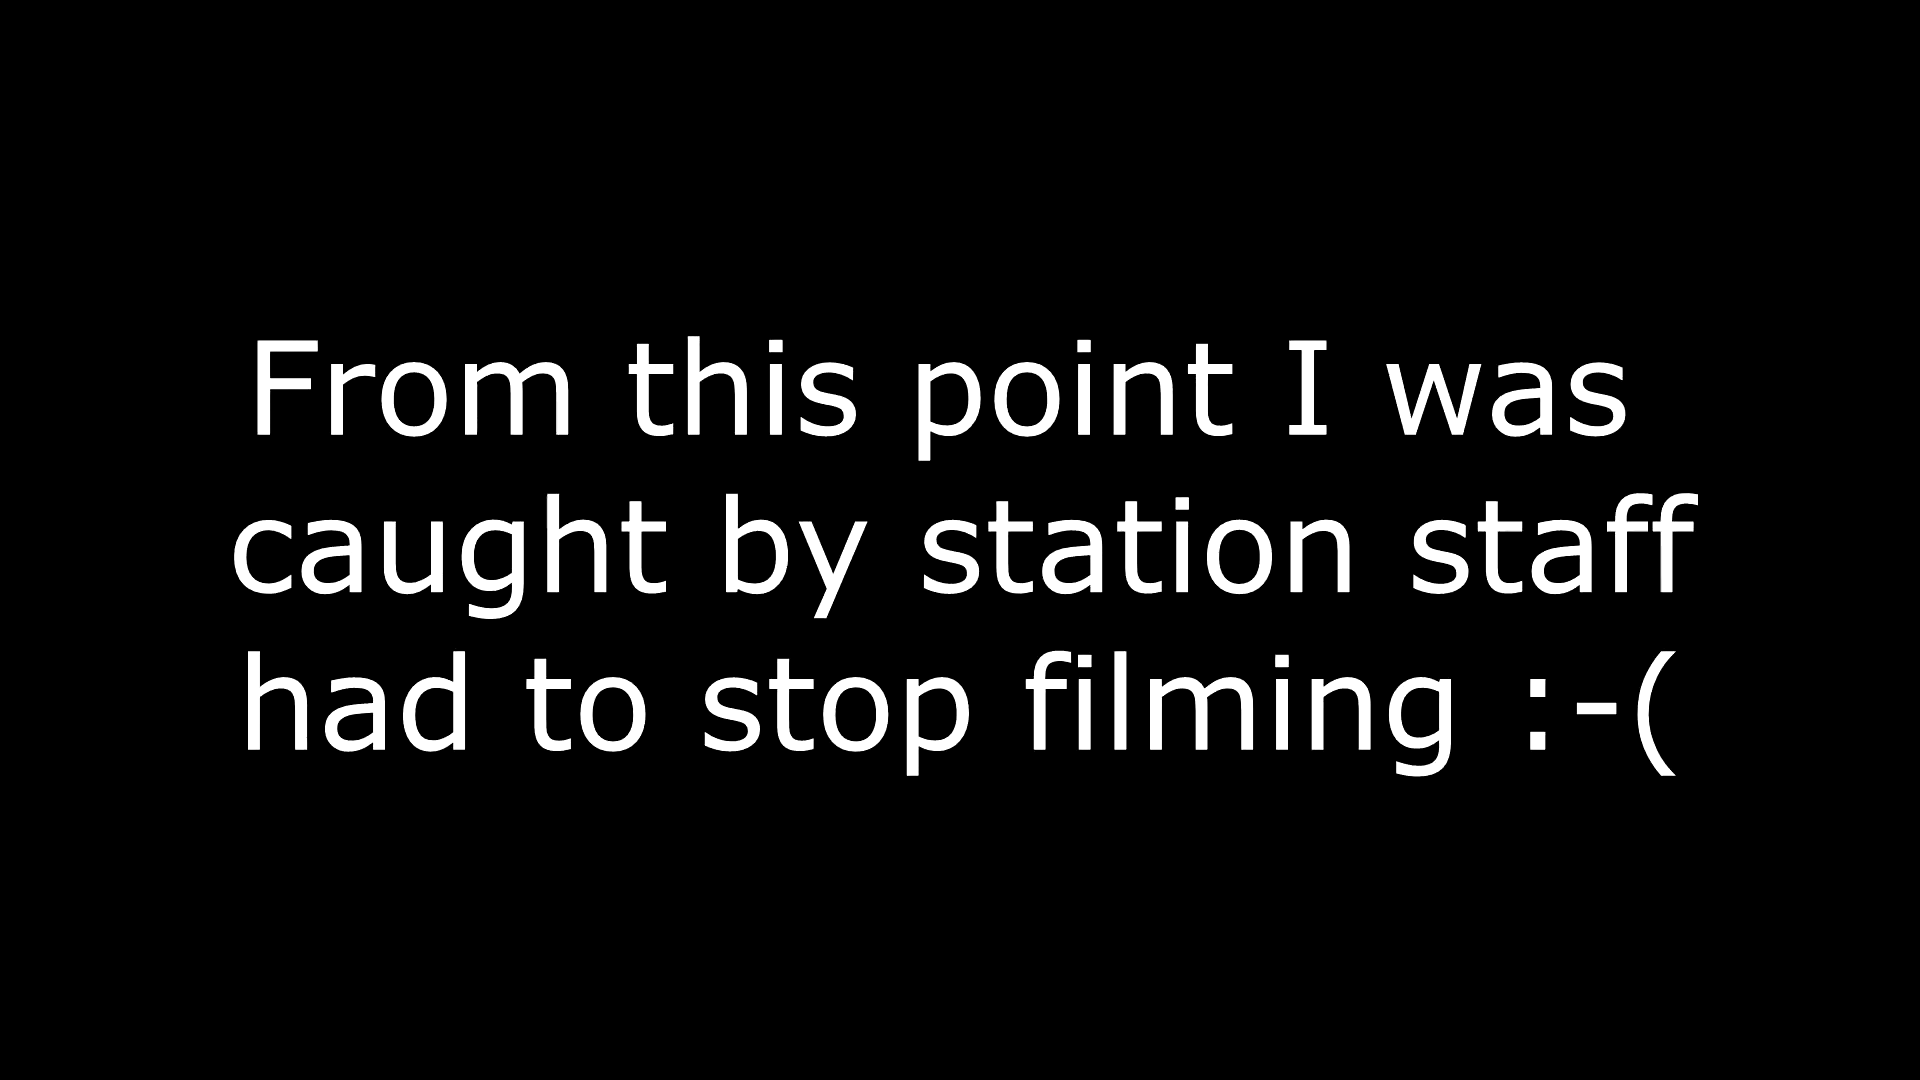 From this point I was
caught by station staff
had to stop filming :-(